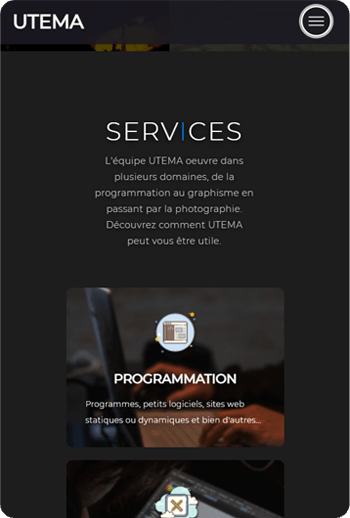 UTEMA
SERVICES
L'équipe UTEMA oeuvre dans
plusieurs domaines, de la
programmation au graphisme en
passant par la photographie.
Découvrez comment UTEMA
peut vous être utile.
PROGRAMMATION
Programmes, petits logiciels, sites web
statiques ou dynamiques et bien d'autres...